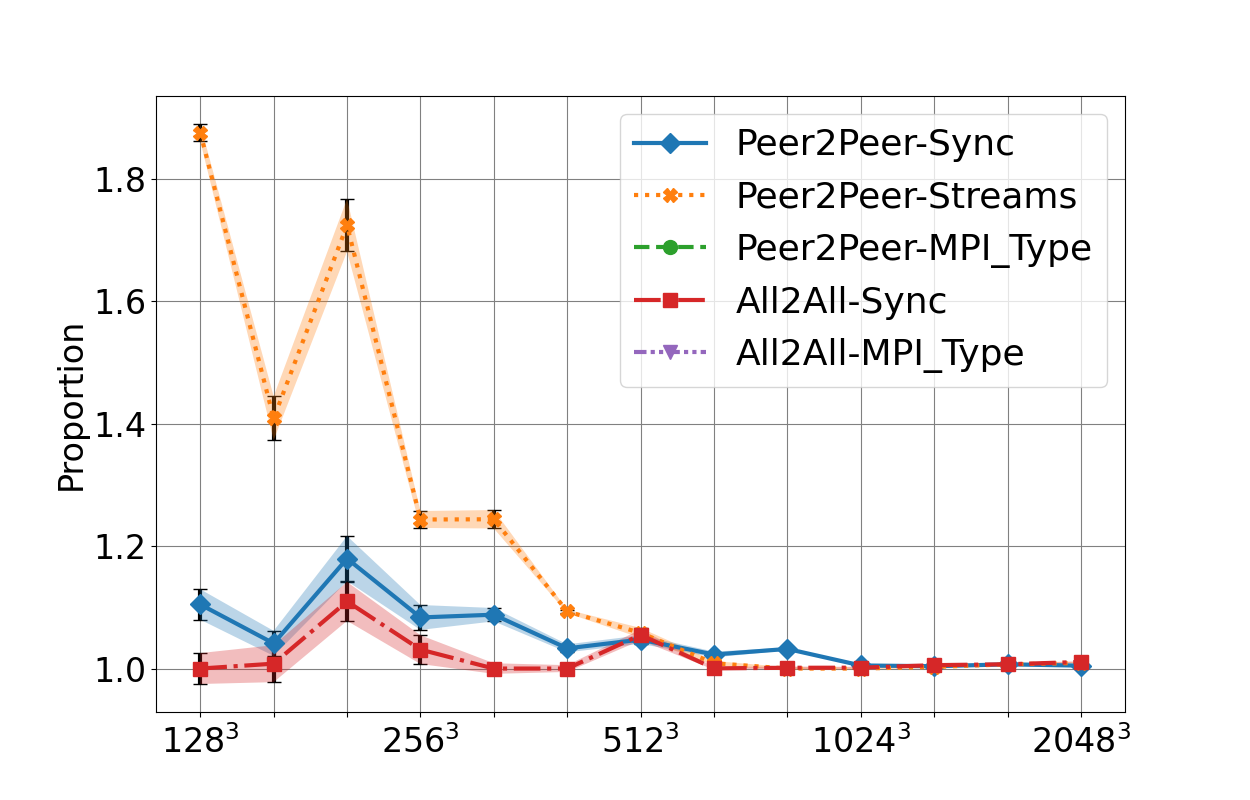 Proportion
1.8
1.6
1.4
1.2
1.0
128³
256³
512³
1024³
2048³
Peer2Peer-Sync
Peer2Peer-Streams
Peer2Peer-MPI_Type
All2All-Sync
All2All-MPI_Type